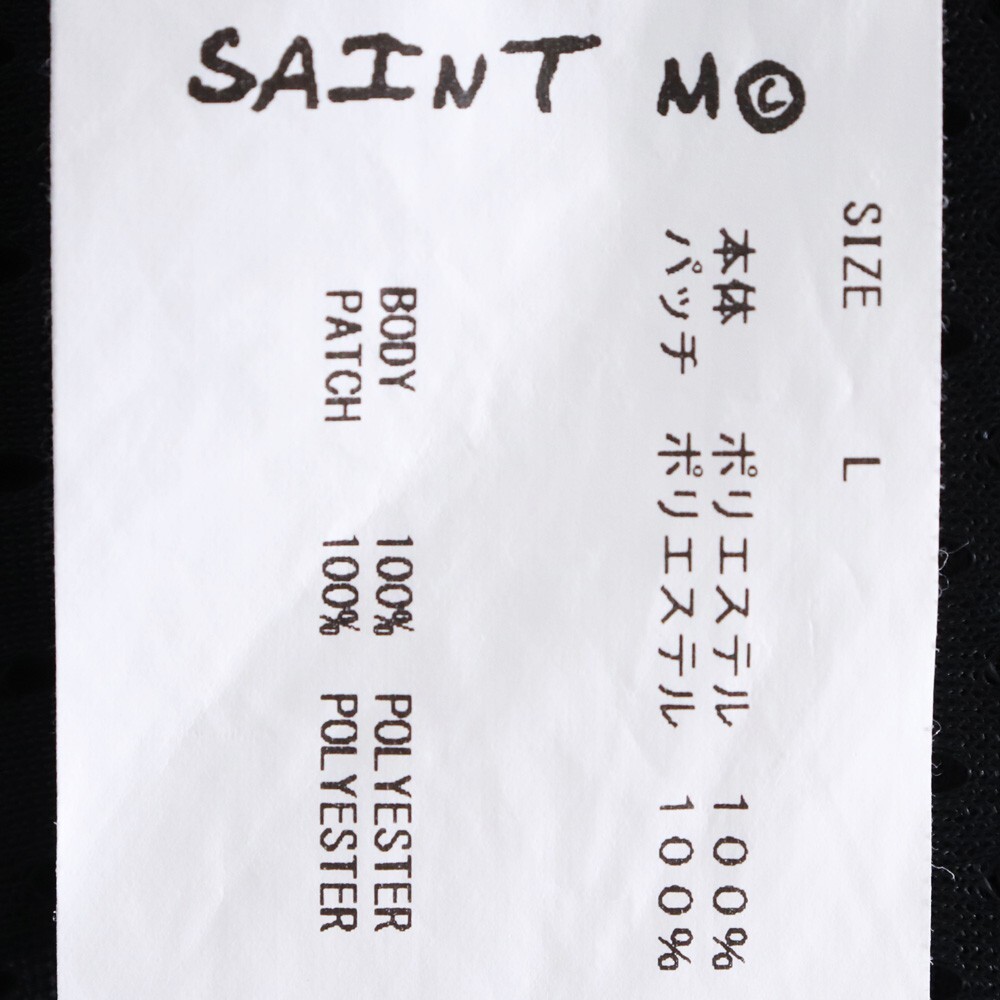 SAINT M©
SIZE L
本体 ポリエステル 100%
パッチ ポリエステル 100%
BODY 100% POLYESTER
PATCH 100% POLYESTER